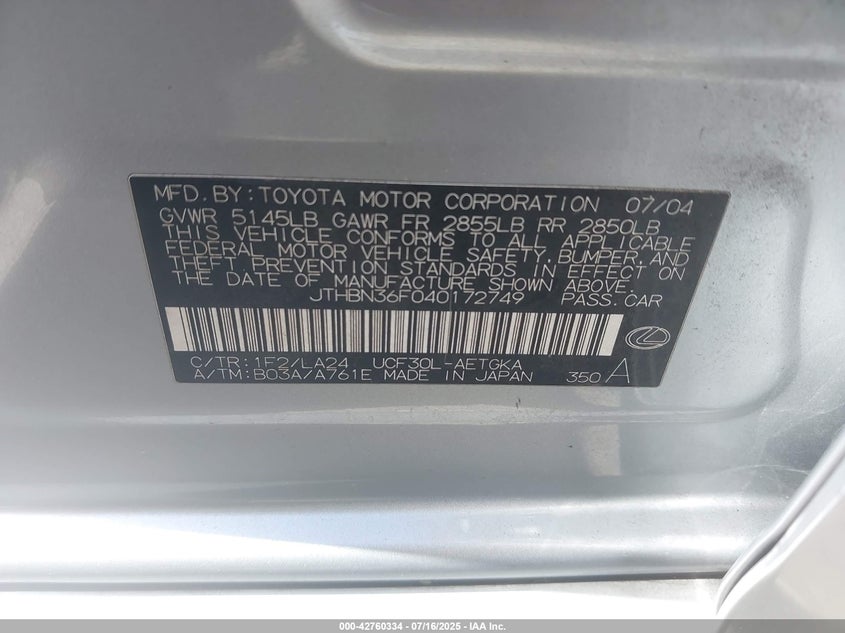 MFD. BY: TOYOTA MOTOR CORPORATION 07/04
GVWR 5145LB GAWR FR 2855LB RR 2850LB
THIS VEHICLE CONFORMS TO ALL APPLICABLE
FEDERAL MOTOR VEHICLE SAFETY, BUMPER, AND
THEFT PREVENTION STANDARDS IN EFFECT ON
THE DATE OF MANUFACTURE SHOWN ABOVE.
JTHBN36F040172749 PASS. CAR
C/TR: 1F2/LA24 UCF30L-AETGKA
A/TM: B03A/A761E MADE IN JAPAN 350 A
000-42760334 - 07/16/2025 - IAA Inc.